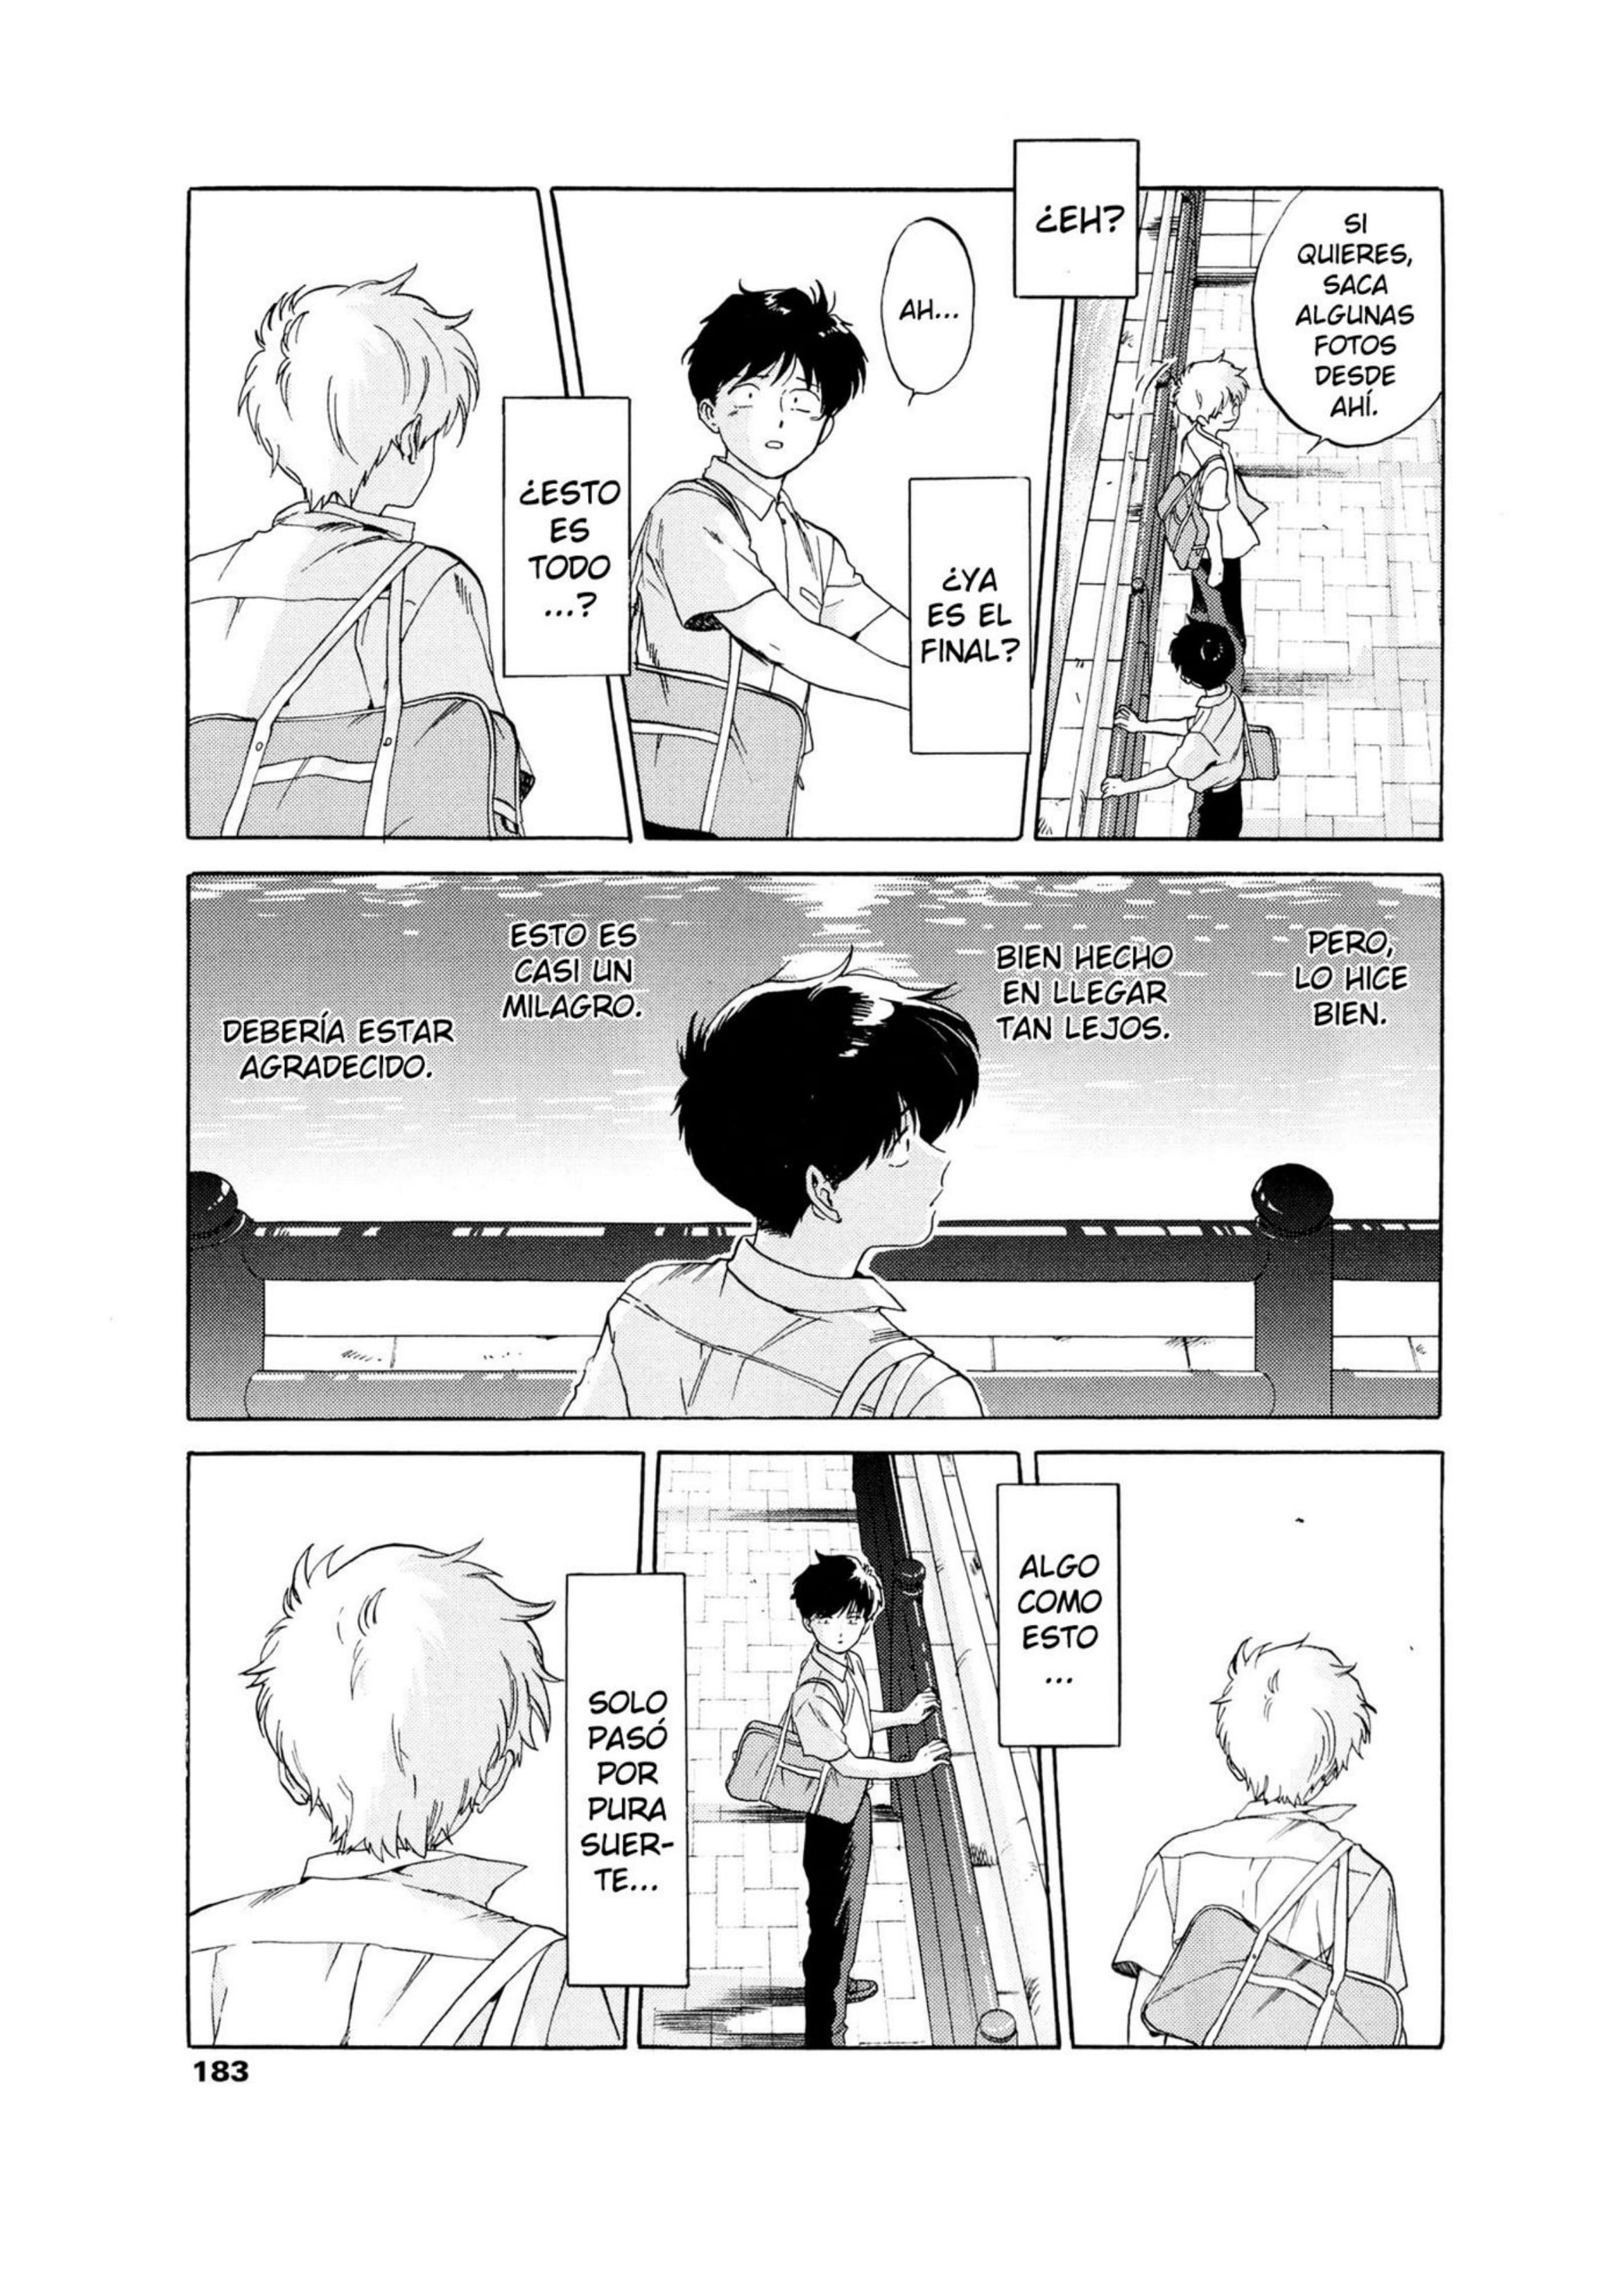 SI
QUIERES,
SACA
ALGUNAS
FOTOS
DESDE
AHÍ.
¿EH?
AH...
¿YA
ES EL
FINAL?
¿ESTO
ES
TODO
...?
PERO,
LO HICE
BIEN.
BIEN HECHO
EN LLEGAR
TAN LEJOS.
ESTO ES
CASI UN
MILAGRO.
DEBERÍA ESTAR
AGRADECIDO.
ALGO
COMO
ESTO
...
SOLO
PASÓ
POR
PURA
SUER-
TE...
183